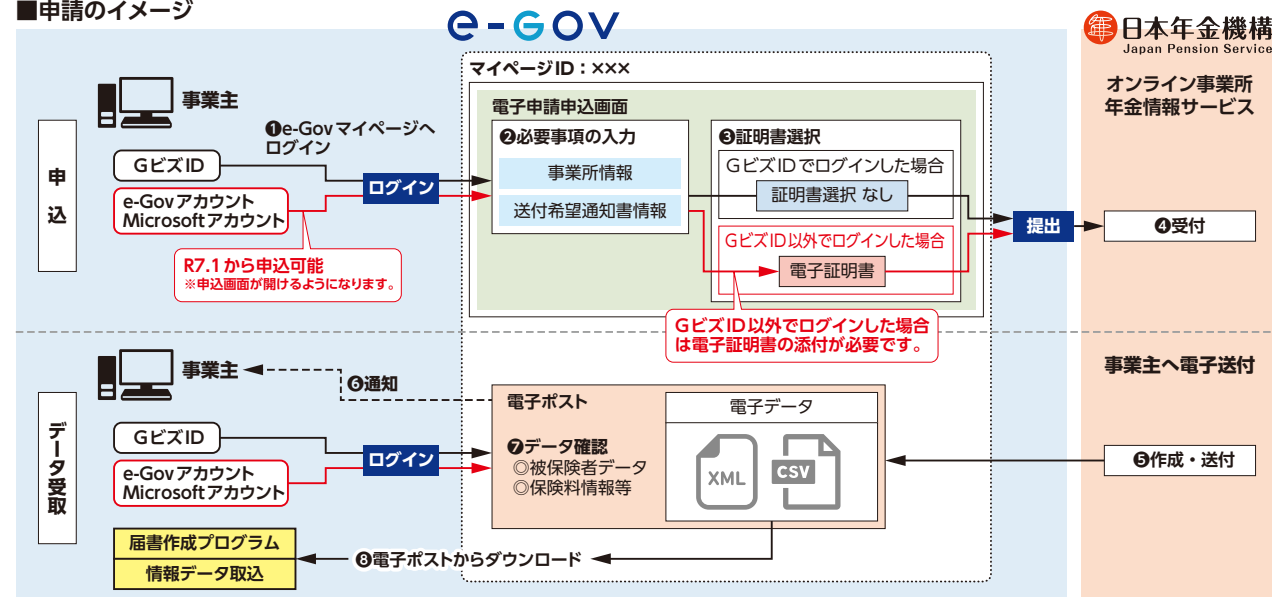 ■申請のイメージ
e-GOV
年 日本年金機構
Japan Pension Service
オンライン事業所
年金情報サービス
申込
事業主
❶e-Govマイページへ
ログイン
GビズID
e-Govアカウント
Microsoftアカウント
ログイン
R7.1から申込可能
※申込画面が開けるようになります。
マイページID：×××
電子申請申込画面
❷必要事項の入力
事業所情報
送付希望通知書情報
❸証明書選択
GビズIDでログインした場合
証明書選択 なし
GビズID以外でログインした場合
電子証明書
GビズID以外でログインした場合
は電子証明書の添付が必要です。
提出
❹受付
データ受取
事業主
❻通知
GビズID
e-Govアカウント
Microsoftアカウント
ログイン
電子ポスト
❼データ確認
◎被保険者データ
◎保険料情報等
電子データ
XML
CSV
事業主へ電子送付
❺作成・送付
届書作成プログラム
情報データ取込
❽電子ポストからダウンロード